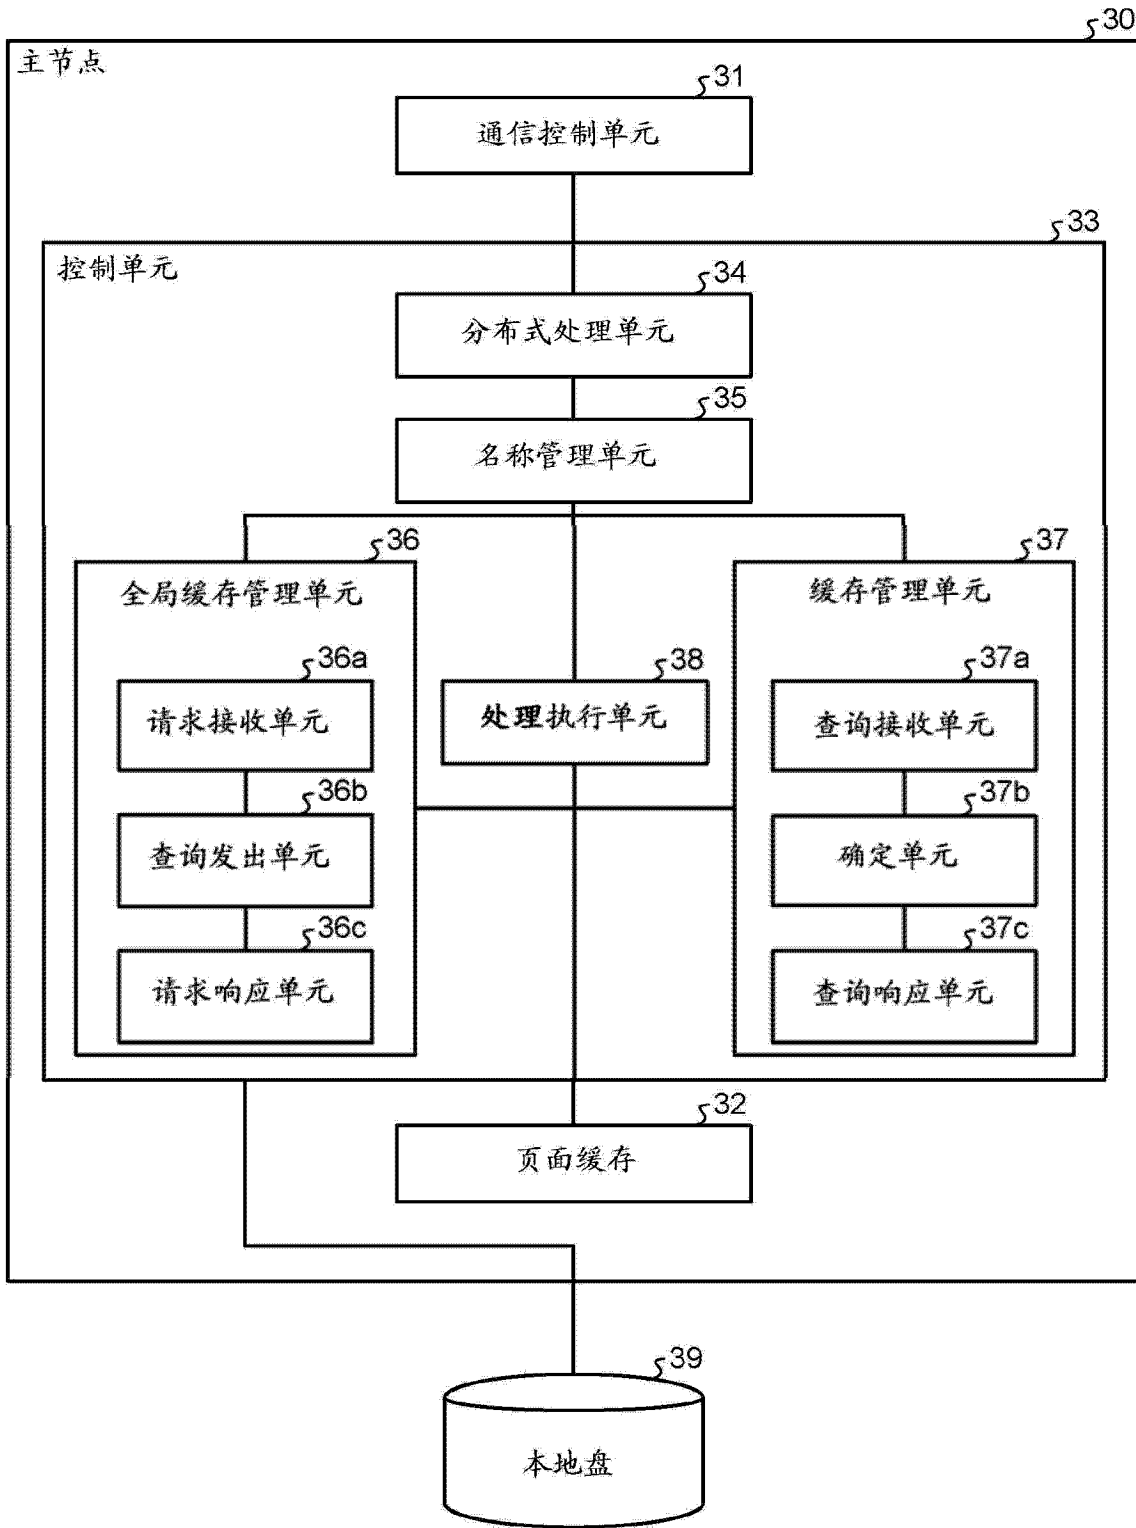 30
主节点
31
通信控制单元
33
控制单元
34
分布式处理单元
35
名称管理单元
36
全局缓存管理单元
37
缓存管理单元
36a
请求接收单元
38
处理执行单元
37a
查询接收单元
36b
查询发出单元
37b
确定单元
36c
请求响应单元
37c
查询响应单元
32
页面缓存
39
本地盘